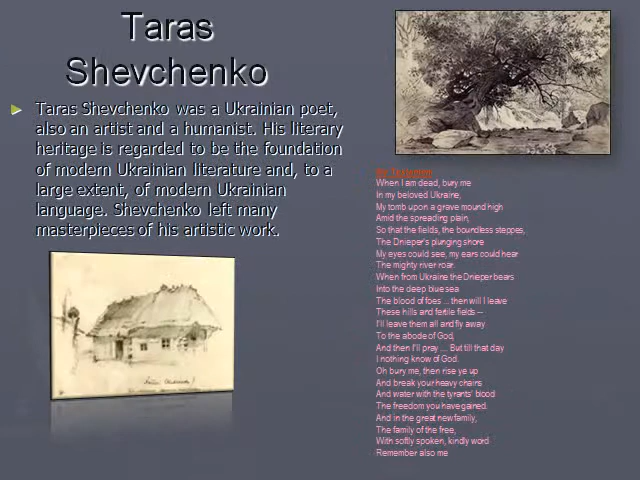 Taras
Shevchenko
Taras Shevchenko was a Ukrainian poet,
also an artist and a humanist. His literary
heritage is regarded to be the foundation
of modern Ukrainian literature and, to a
large extent, of modern Ukrainian
language. Shevchenko left many
masterpieces of his artistic work.
My Testament
When I am dead, bury me
In my beloved Ukraine,
My tomb upon a grave mound high
Amid the spreading plain,
So that the fields, the boundless steppes,
The Dnieper's plunging shore
My eyes could see, my ears could hear
The mighty river roar.
When from Ukraine the Dnieper bears
Into the deep blue sea
The blood of foes ... then will I leave
These hills and fertile fields --
I'll leave them all and fly away
To the abode of God,
And then I'll pray .... But till that day
I nothing know of God.
Oh bury me, then rise ye up
And break your heavy chains
And water with the tyrants' blood
The freedom you have gained.
And in the great new family,
The family of the free,
With softly spoken, kindly word
Remember also me